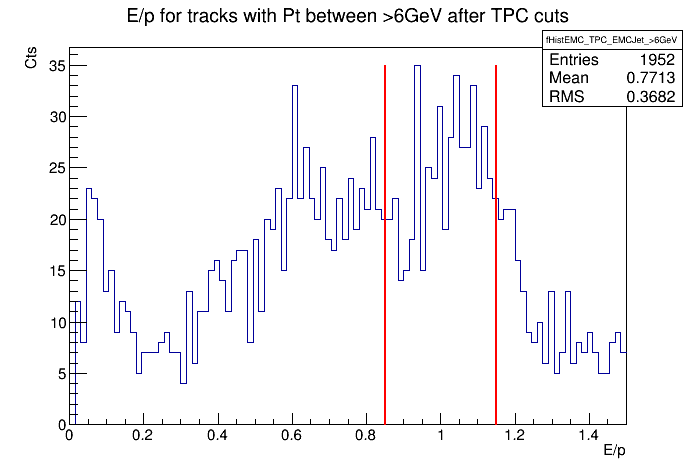 E/p for tracks with Pt between >6GeV after TPC cuts
fHistEMC_TPC_EMCJet_>6GeV
Entries 1952
Mean 0.7713
RMS 0.3682
Cts
35
30
25
20
15
10
5
0
0 0.2 0.4 0.6 0.8 1 1.2 1.4
E/p